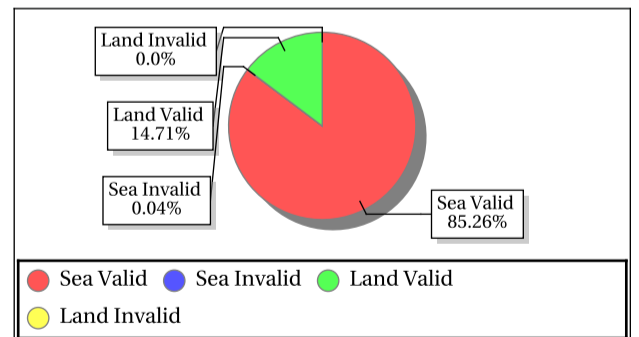 Land Invalid
0.0%
Land Valid
14.71%
Sea Invalid
0.04%
Sea Valid
85.26%
Sea Valid Sea Invalid Land Valid
Land Invalid